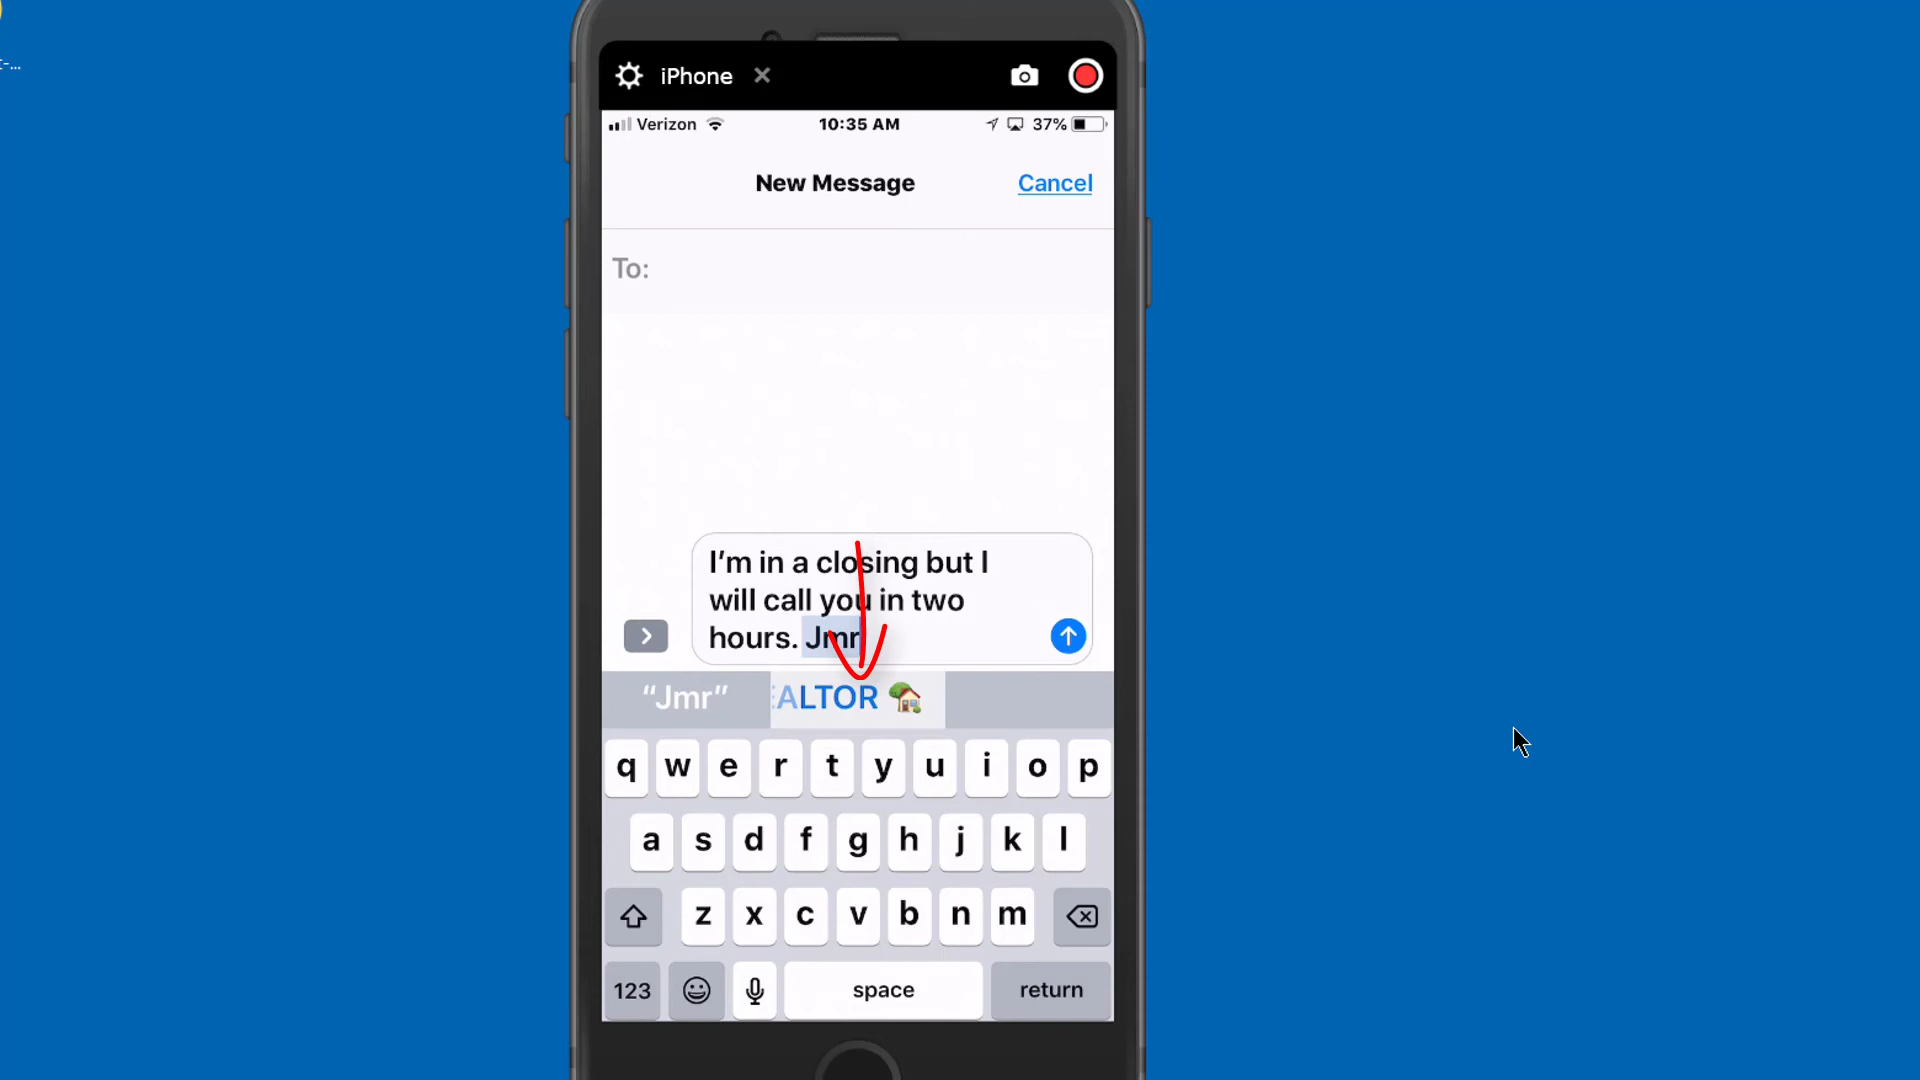 iPhone
Verizon 10:35 AM 37%
New Message Cancel
To:
I'm in a closing but I
will call you in two
hours. Jmr
“Jmr” EALTOR 🏡
q w e r t y u i o p
a s d f g h j k l
z x c v b n m
123 space return